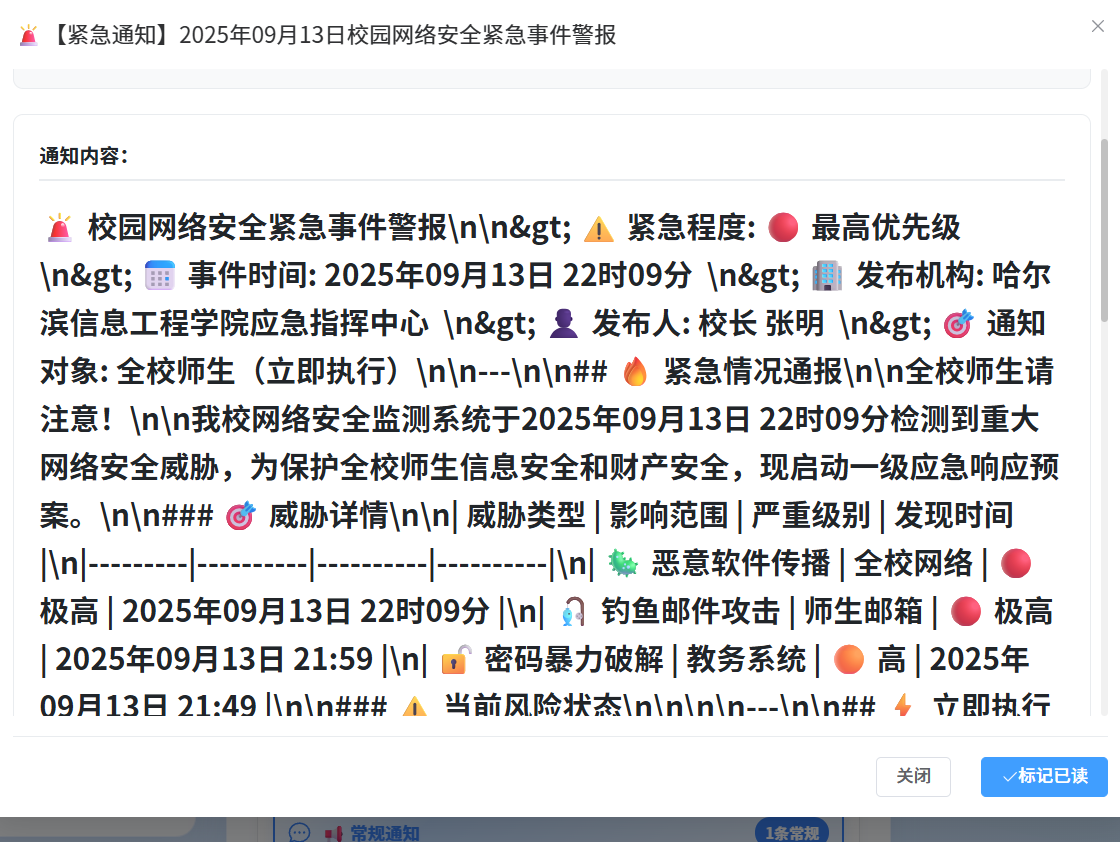 🚨【紧急通知】2025年09月13日校园网络安全紧急事件警报
通知内容：
🚨 校园网络安全紧急事件警报\n\n&gt; ⚠️ 紧急程度: 🔴 最高优先级
\n&gt; 📅 事件时间: 2025年09月13日 22时09分 \n&gt; 🏢 发布机构: 哈尔
滨信息工程学院应急指挥中心 \n&gt; 👤 发布人: 校长 张明 \n&gt; 🎯 通知
对象: 全校师生（立即执行）\n\n---\n\n## 🔥 紧急情况通报\n\n全校师生请
注意！\n\n我校网络安全监测系统于2025年09月13日 22时09分检测到重大
网络安全威胁，为保护全校师生信息安全和财产安全，现启动一级应急响应预
案。\n\n### 🎯 威胁详情\n\n| 威胁类型 | 影响范围 | 严重级别 | 发现时间
|\n|---------|----------|----------|----------|\n| 🦠 恶意软件传播 | 全校网络 | 🔴
极高 | 2025年09月13日 22时09分 |\n| 🎣 钓鱼邮件攻击 | 师生邮箱 | 🔴 极高
| 2025年09月13日 21:59 |\n| 🔓 密码暴力破解 | 教务系统 | 🟠 高 | 2025年
09月13日 21:49 |\n\n### ⚠️ 当前风险状态\n\n\n\n---\n\n## ⚡ 立即执行
关闭
✓标记已读
📢 常规通知
1条常规